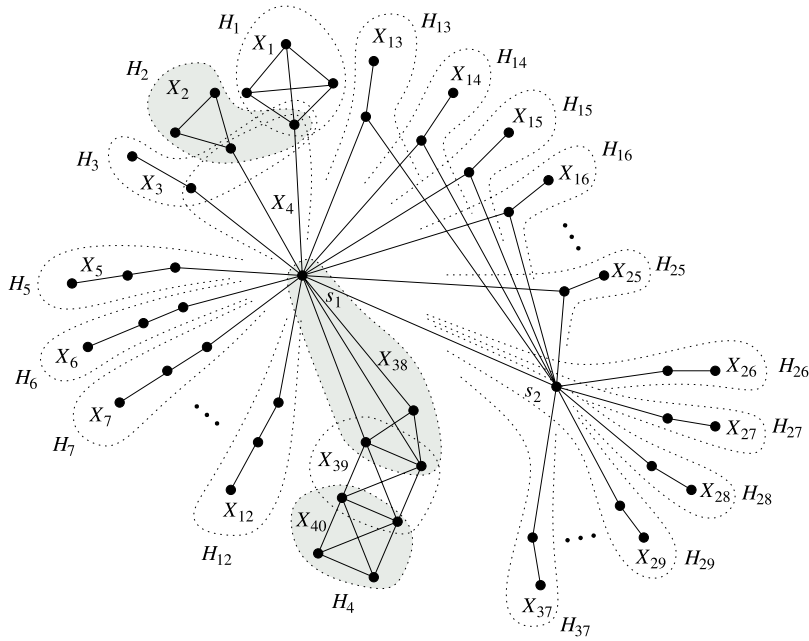 H₁
X₁
H₂
X₂
H₃
X₃
X₄
H₅
X₅
H₆
X₆
H₇
X₇
H₁₂
X₁₂
H₁₃
X₁₃
H₁₄
X₁₄
H₁₅
X₁₅
H₁₆
X₁₆
H₂₅
X₂₅
H₂₆
X₂₆
H₂₇
X₂₇
H₂₈
X₂₈
H₂₉
X₂₉
H₃₇
X₃₇
s₁
s₂
X₃₈
X₃₉
X₄₀
H₄